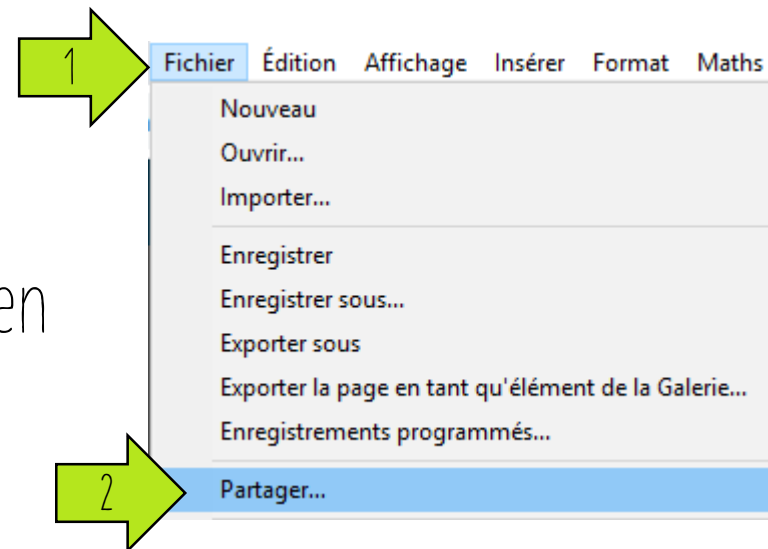 1
Fichier Édition Affichage Insérer Format Maths
Nouveau
Ouvrir...
Importer...
Enregistrer
en
Enregistrer sous...
Exporter sous
Exporter la page en tant qu'élément de la Galerie...
Enregistrements programmés...
2
Partager...